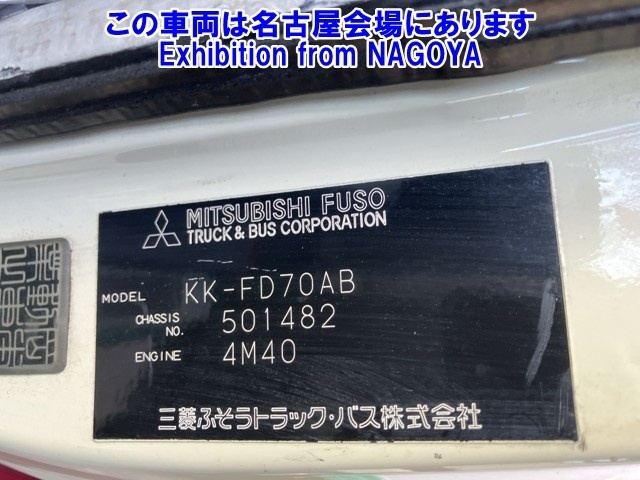 この車両は名古屋会場にあります
Exhibition from NAGOYA
MITSUBISHI FUSO
TRUCK & BUS CORPORATION
MODEL KK-FD70AB
CHASSIS NO. 501482
ENGINE 4M40
三菱ふそうトラック・バス株式会社